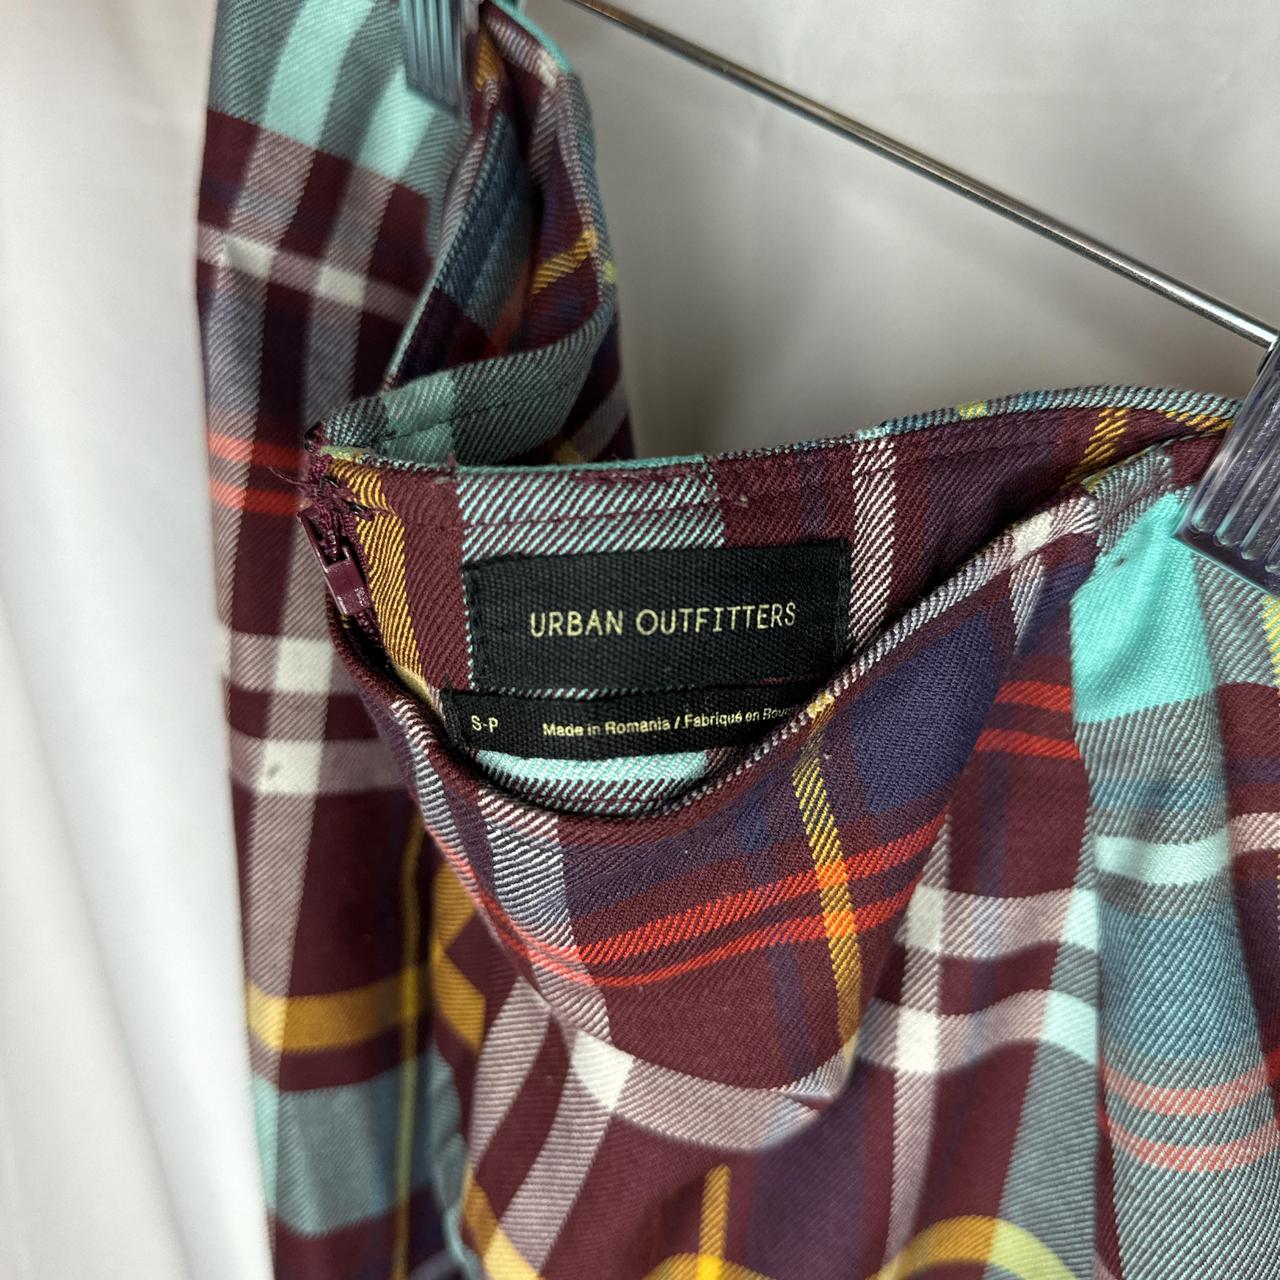 URBAN OUTFITTERS
S-P Made in Romania / Fabriqué en